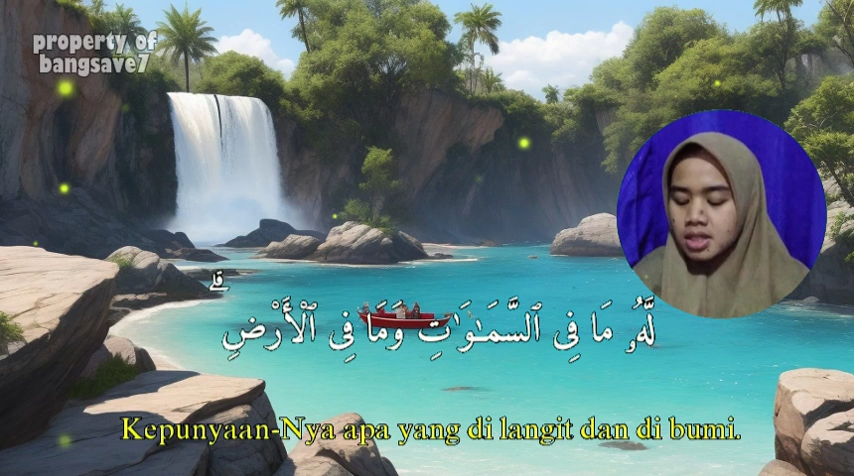 property of
bangsave7
لَّهُۥ مَا فِي ٱلسَّمَـٰوَٰتِ وَمَا فِي ٱلْأَرْضِ ۗ
Kepunyaan-Nya apa yang di langit dan di bumi.